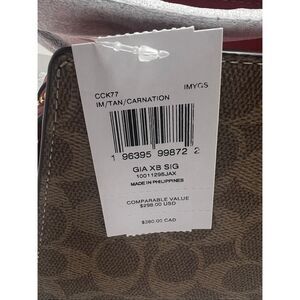 CCK77 IMYGS
IM/TAN/CARNATION
1 96395 99872 2
GIA XB SIG
10011298JAX
MADE IN PHILIPPINES
COMPARABLE VALUE
$298.00 USD
$380.00 CAD